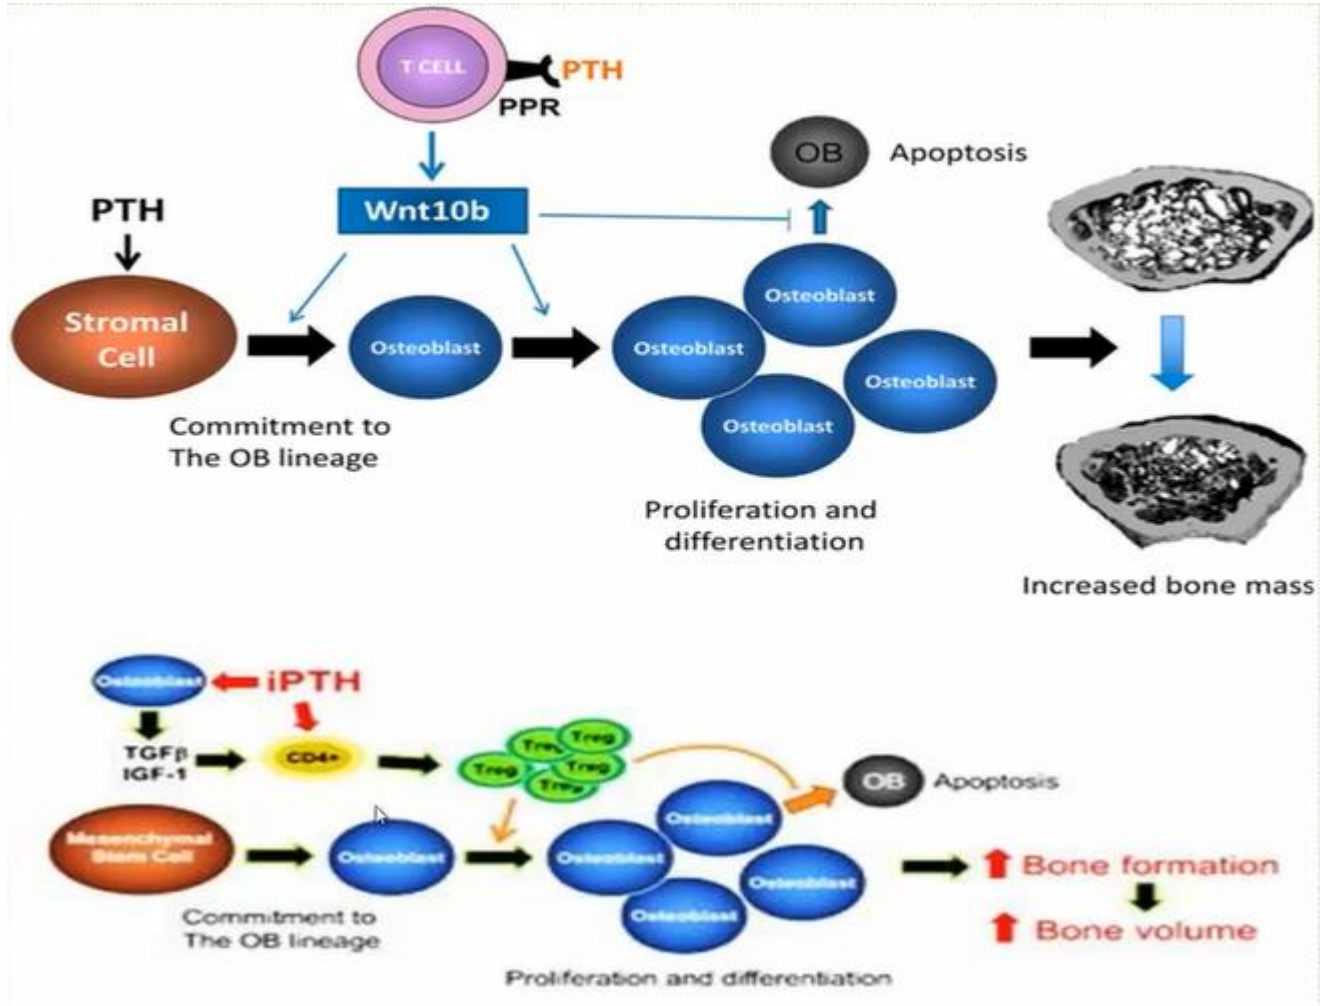 T CELL
PTH
PPR
OB
Apoptosis
PTH
Wnt10b
Stromal
Cell
Osteoblast
Osteoblast
Osteoblast
Osteoblast
Osteoblast
Commitment to
The OB lineage
Proliferation and
differentiation
Increased bone mass
Osteoblast
iPTH
TGFβ
IGF-1
CD4+
Treg
Treg
Treg
Treg
Treg
OB
Apoptosis
Mesenchymal
Stem Cell
Osteoblast
Osteoblast
Osteoblast
Osteoblast
Osteoblast
Bone formation
Bone volume
Commitment to
The OB lineage
Proliferation and differentiation